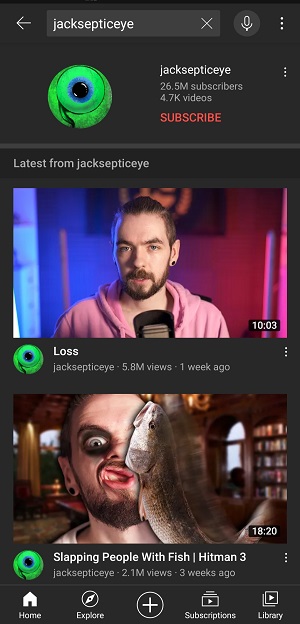 jacksepticeye
jacksepticeye
26.5M subscribers
4.7K videos
SUBSCRIBE
Latest from jacksepticeye
10:03
Loss
jacksepticeye · 5.8M views · 1 week ago
18:20
Slapping People With Fish | Hitman 3
jacksepticeye · 2.1M views · 3 weeks ago
Home
Explore
Subscriptions
Library